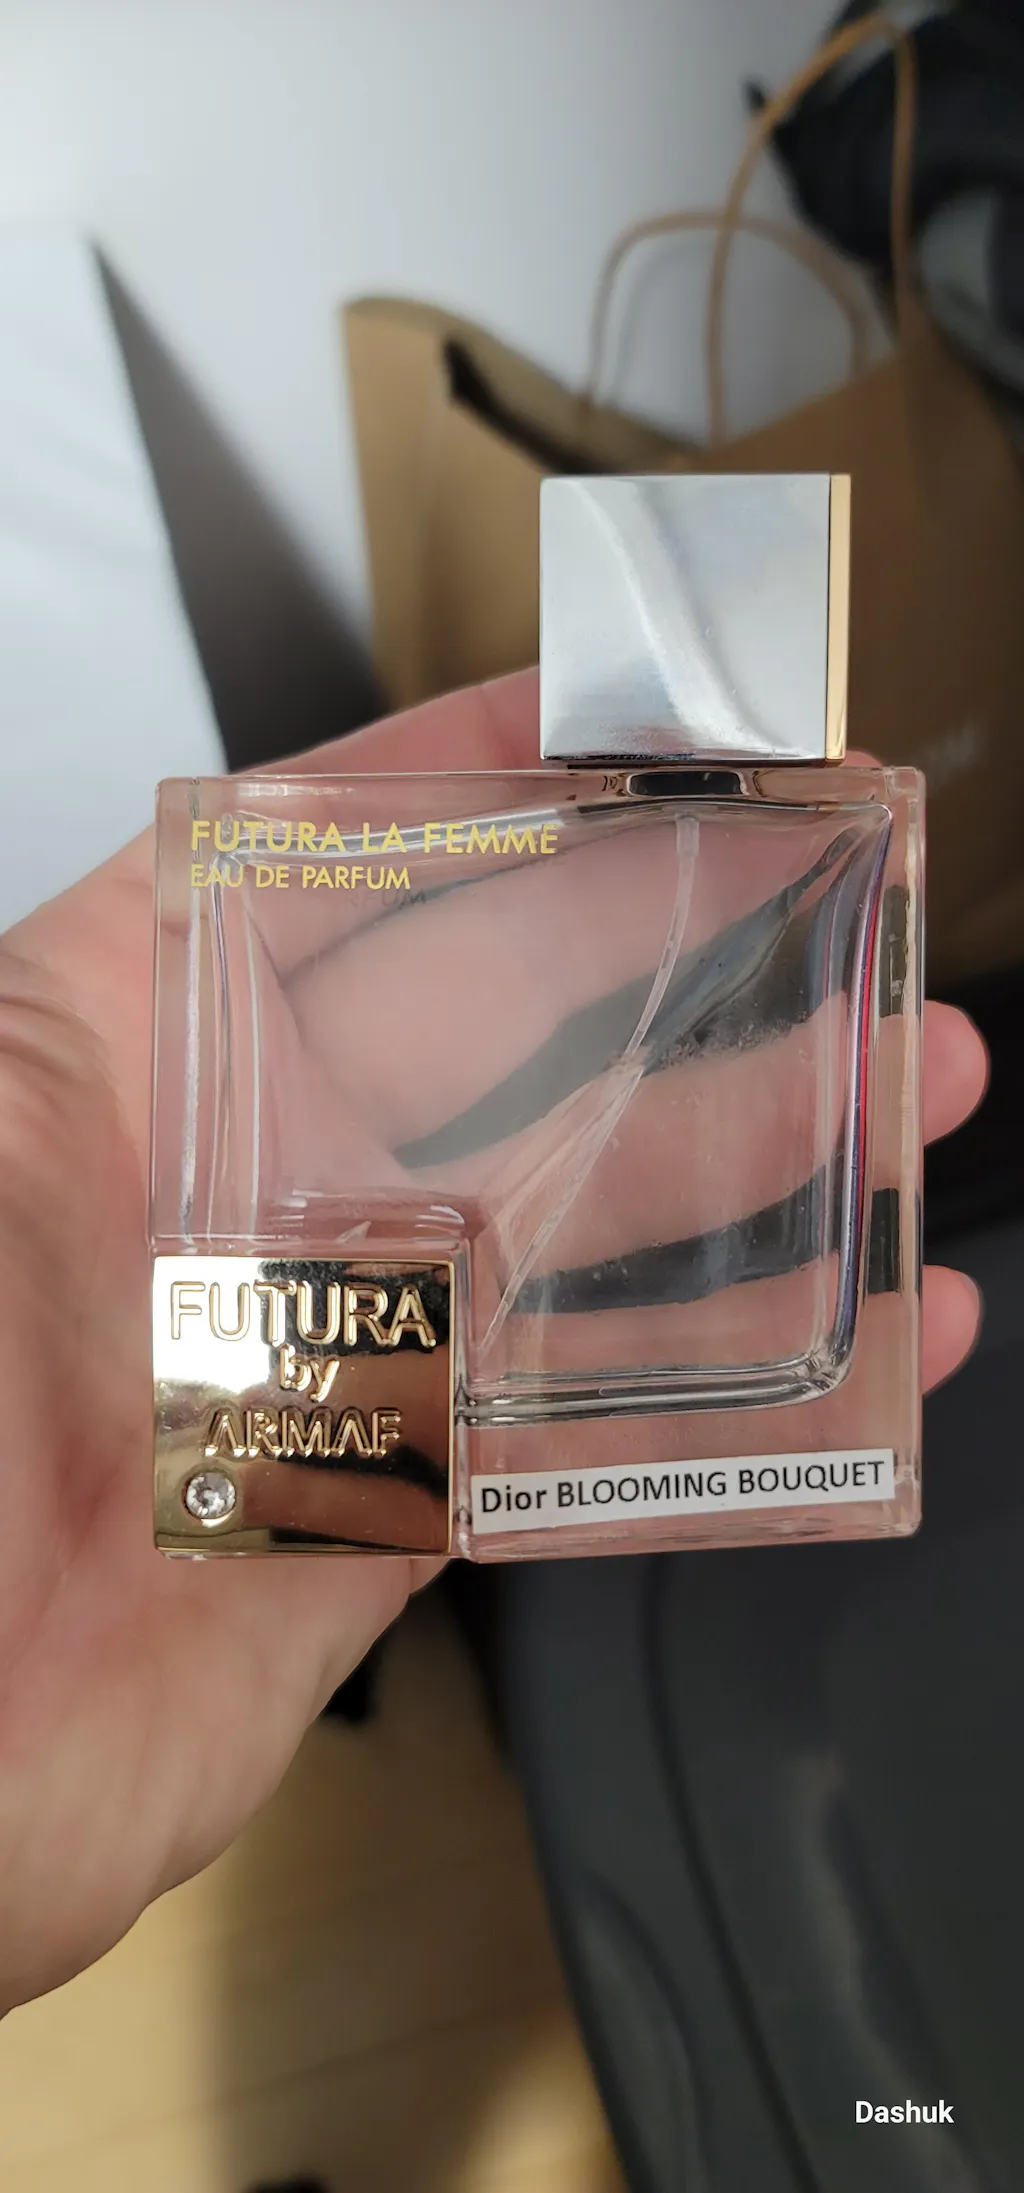 FUTURA LA FEMME
EAU DE PARFUM
FUTURA
by
ARMAF
Dior BLOOMING BOUQUET
Dashuk